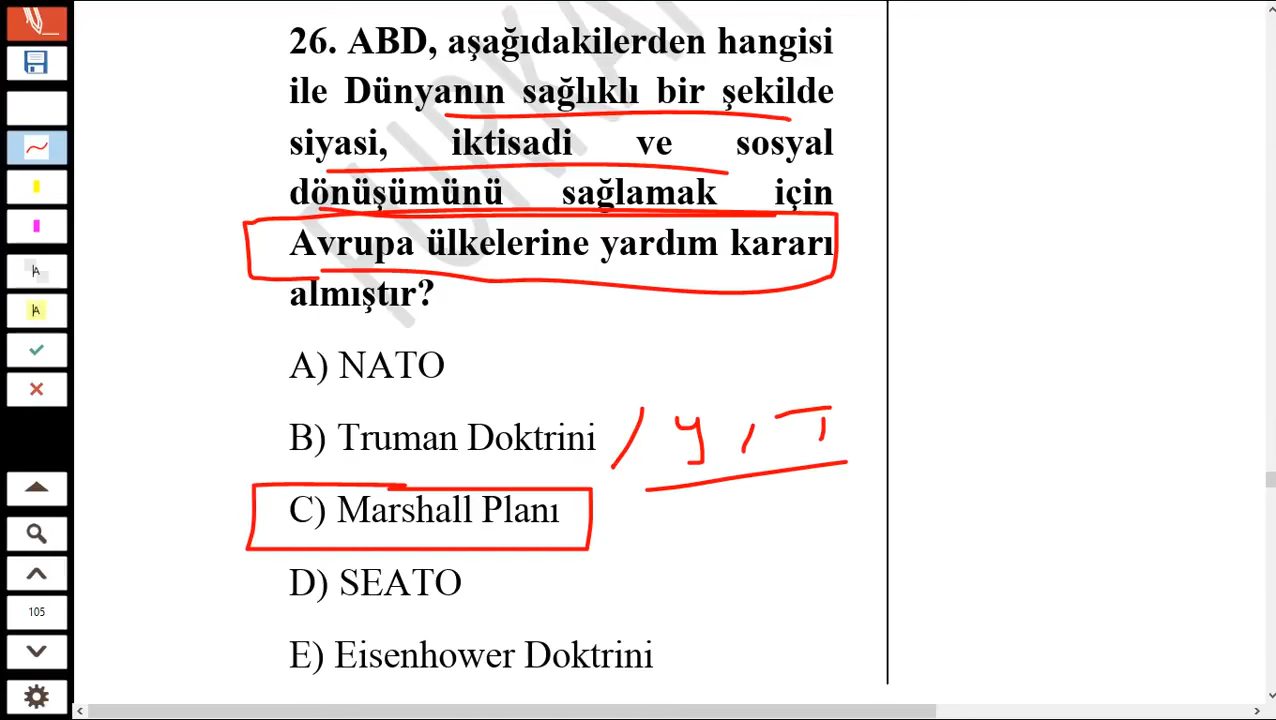 26. ABD, aşağıdakilerden hangisi
ile Dünyanın sağlıklı bir şekilde
siyasi, iktisadi ve sosyal
dönüşümünü sağlamak için
Avrupa ülkelerine yardım kararı
almıştır?
A) NATO
B) Truman Doktrini / y, T
C) Marshall Planı
D) SEATO
E) Eisenhower Doktrini
A
A
105